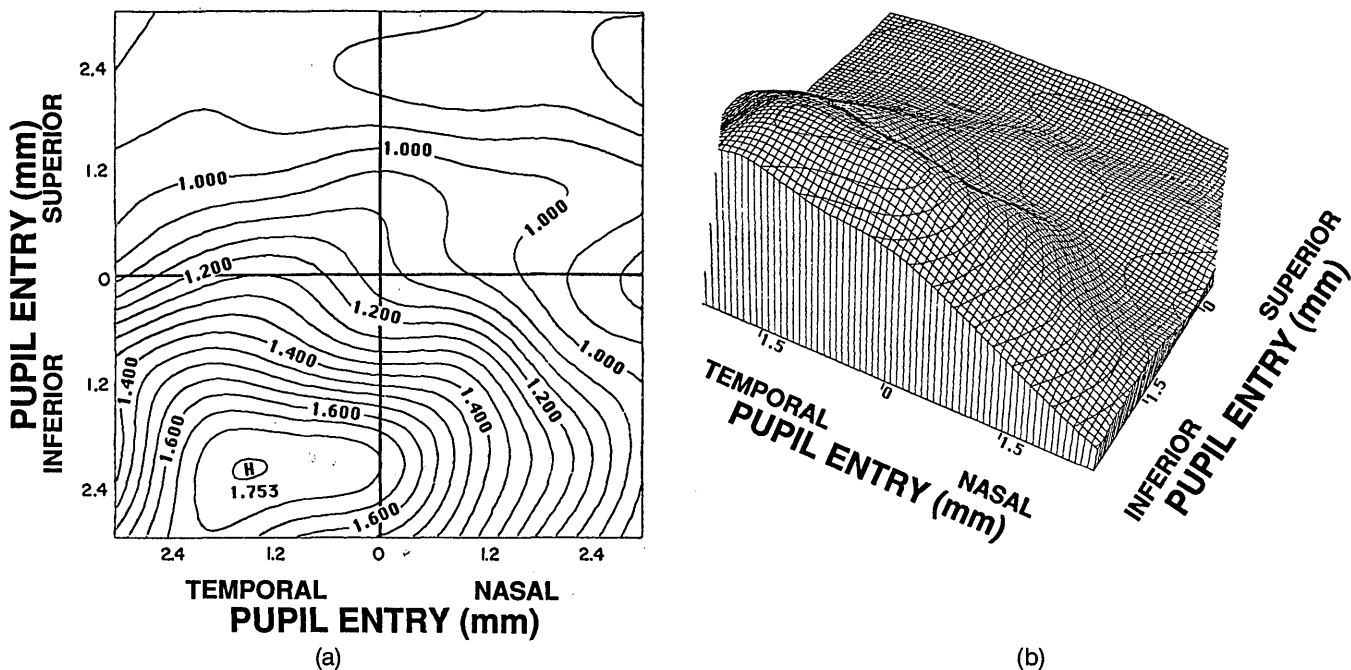 PUPIL ENTRY (mm)
INFERIOR SUPERIOR
2.4
1.2
0
1.2
2.4
1.000
1.000
1.000
1.200
1.200
1.000
1.400
1.400
1.200
1.400
1.600
1.600
H
1.753
1.600
2.4 1.2 0 1.2 2.4
TEMPORAL NASAL
PUPIL ENTRY (mm)
(a)
1.5
0
1.5
TEMPORAL
NASAL
PUPIL ENTRY (mm)
0
1.5
INFERIOR SUPERIOR
PUPIL ENTRY (mm)
(b)